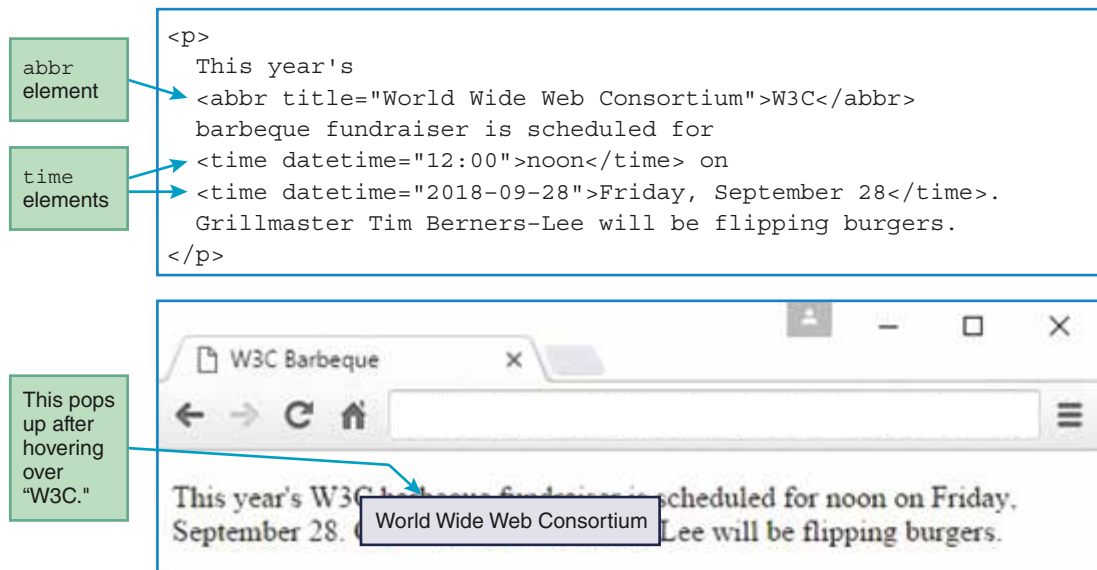 <p>
This year's
<abbr title="World Wide Web Consortium">W3C</abbr>
barbeque fundraiser is scheduled for
<time datetime="12:00">noon</time> on
<time datetime="2018-09-28">Friday, September 28</time>.
Grillmaster Tim Berners-Lee will be flipping burgers.
</p>
abbr
element
time
elements
W3C Barbeque
This pops
up after
hovering
over
“W3C."
This year's W3C scheduled for noon on Friday,
September 28. Lee will be flipping burgers.
World Wide Web Consortium